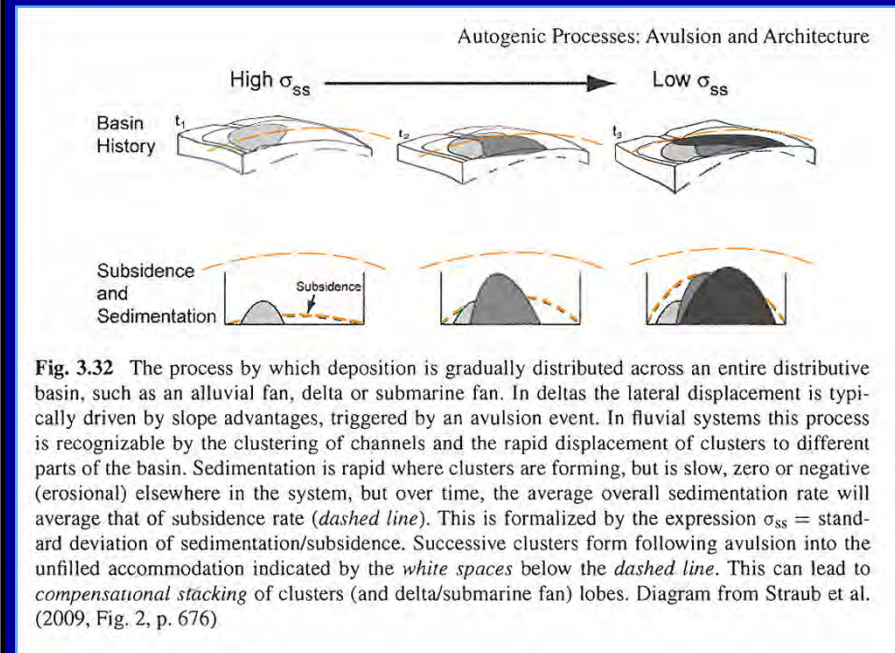 Autogenic Processes: Avulsion and Architecture
High σss
Low σss
Basin
History
t1
t2
t3
Subsidence
and
Sedimentation
Subsidence
Fig. 3.32 The process by which deposition is gradually distributed across an entire distributive
basin, such as an alluvial fan, delta or submarine fan. In deltas the lateral displacement is typi-
cally driven by slope advantages, triggered by an avulsion event. In fluvial systems this process
is recognizable by the clustering of channels and the rapid displacement of clusters to different
parts of the basin. Sedimentation is rapid where clusters are forming, but is slow, zero or negative
(erosional) elsewhere in the system, but over time, the average overall sedimentation rate will
average that of subsidence rate (dashed line). This is formalized by the expression σss = stand-
ard deviation of sedimentation/subsidence. Successive clusters form following avulsion into the
unfilled accommodation indicated by the white spaces below the dashed line. This can lead to
compensational stacking of clusters (and delta/submarine fan) lobes. Diagram from Straub et al.
(2009, Fig. 2, p. 676)